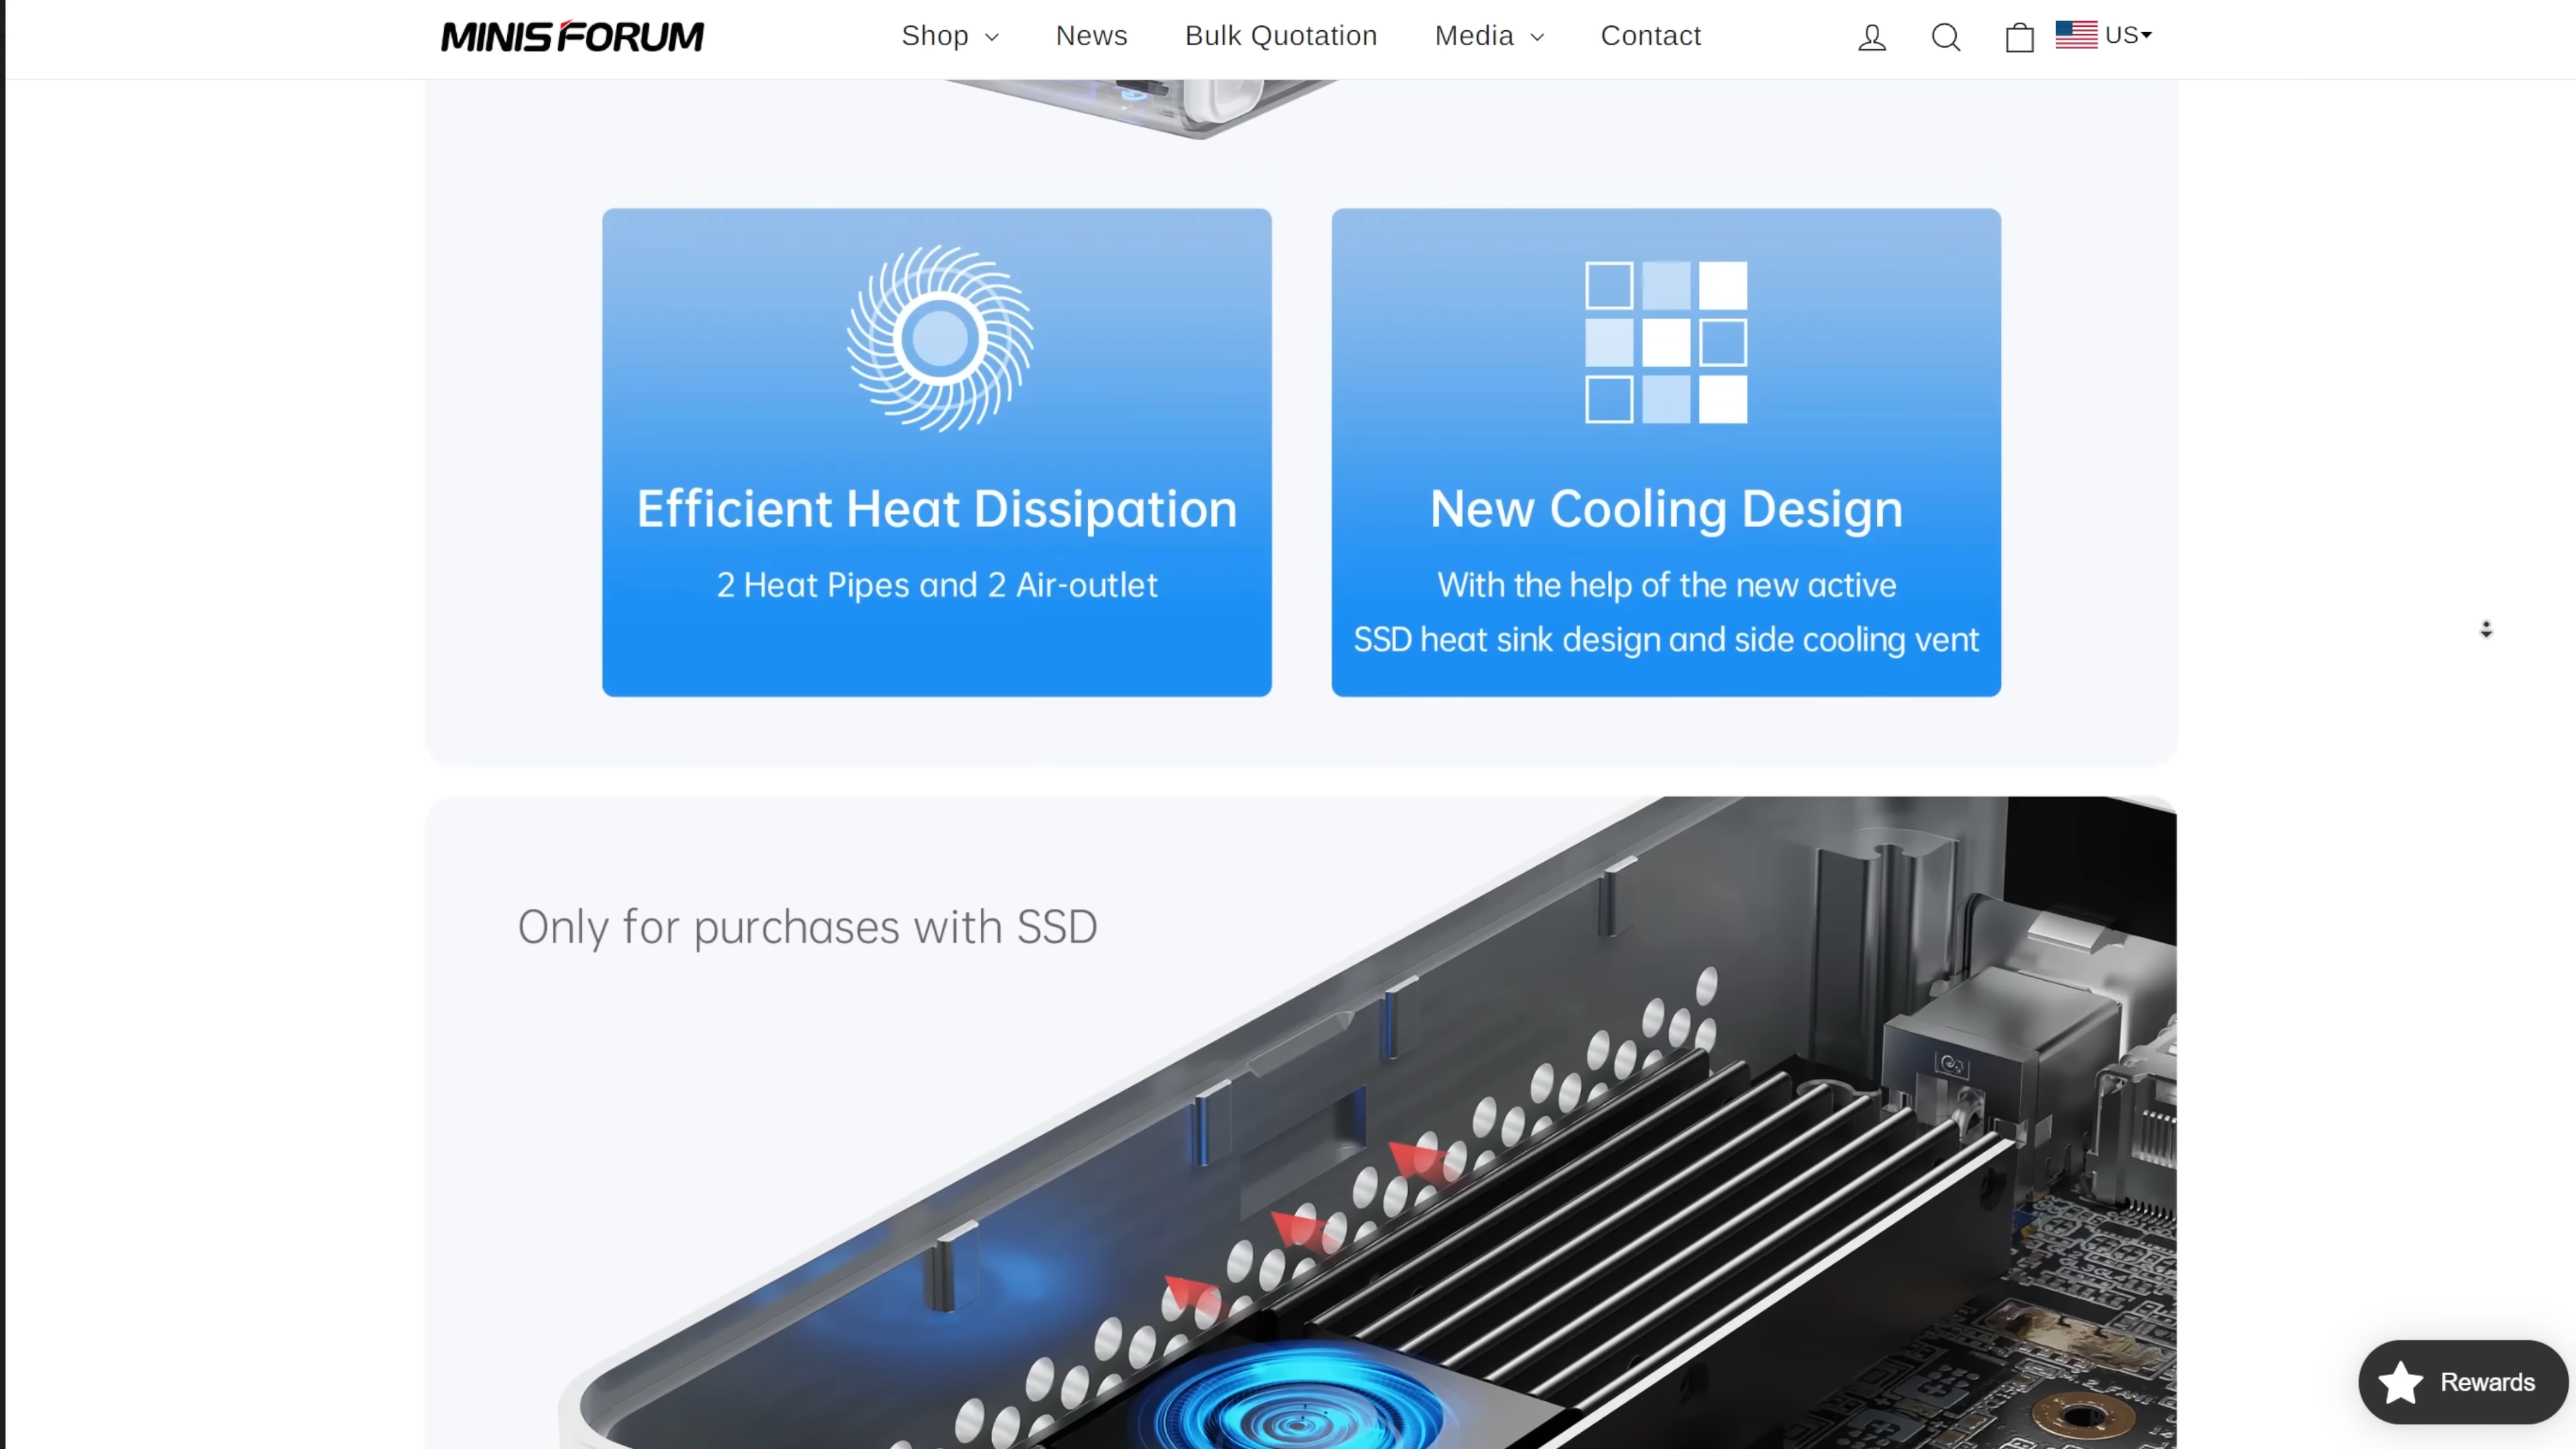 MINISFORUM
Shop
News
Bulk Quotation
Media
Contact
US
Efficient Heat Dissipation
2 Heat Pipes and 2 Air-outlet
New Cooling Design
With the help of the new active
SSD heat sink design and side cooling vent
Only for purchases with SSD
Rewards